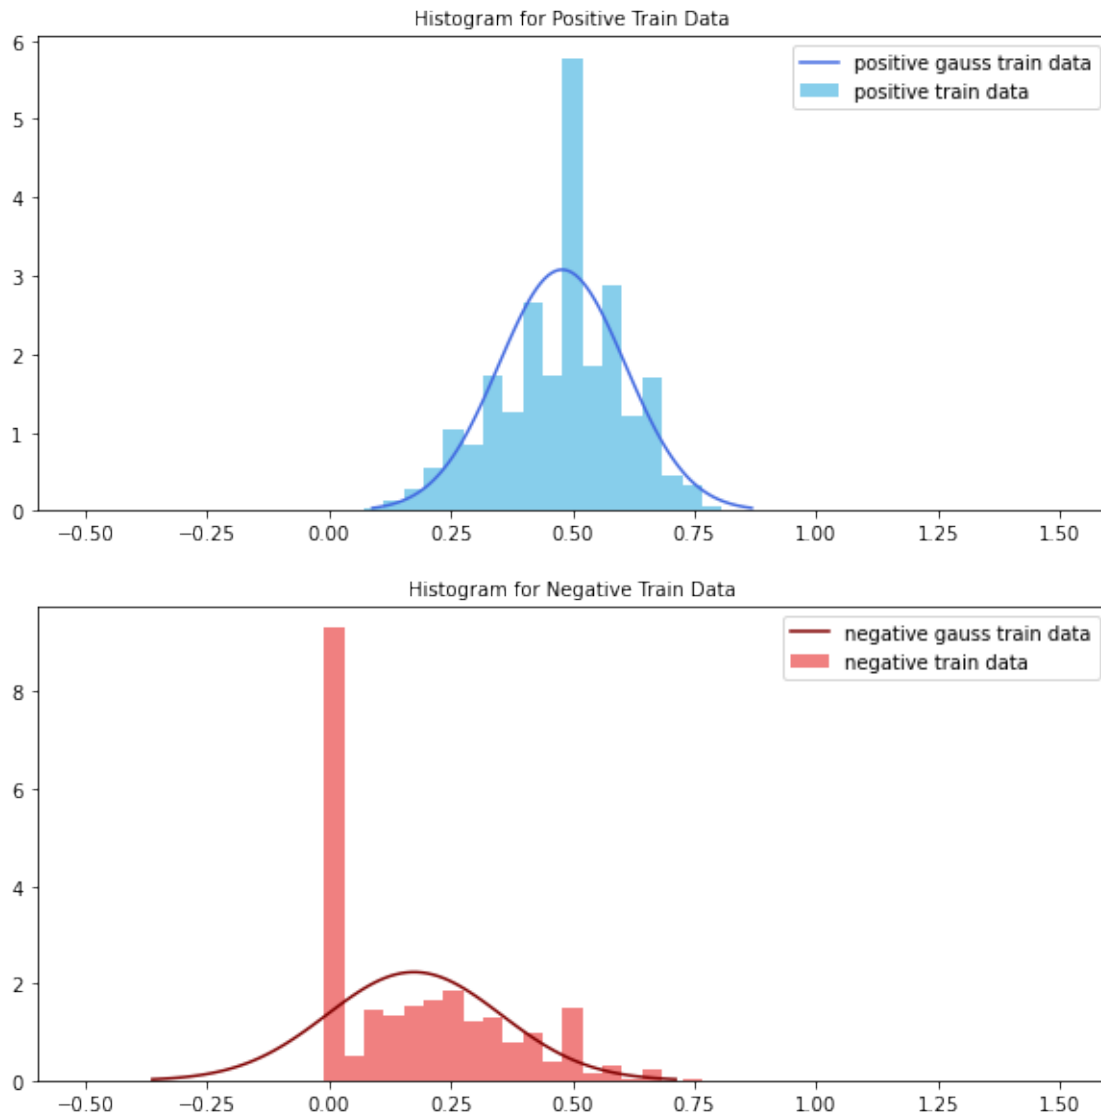 Histogram for Positive Train Data
positive gauss train data
positive train data
6
5
4
3
2
1
0
−0.50 −0.25 0.00 0.25 0.50 0.75 1.00 1.25 1.50
Histogram for Negative Train Data
negative gauss train data
negative train data
8
6
4
2
0
−0.50 −0.25 0.00 0.25 0.50 0.75 1.00 1.25 1.50